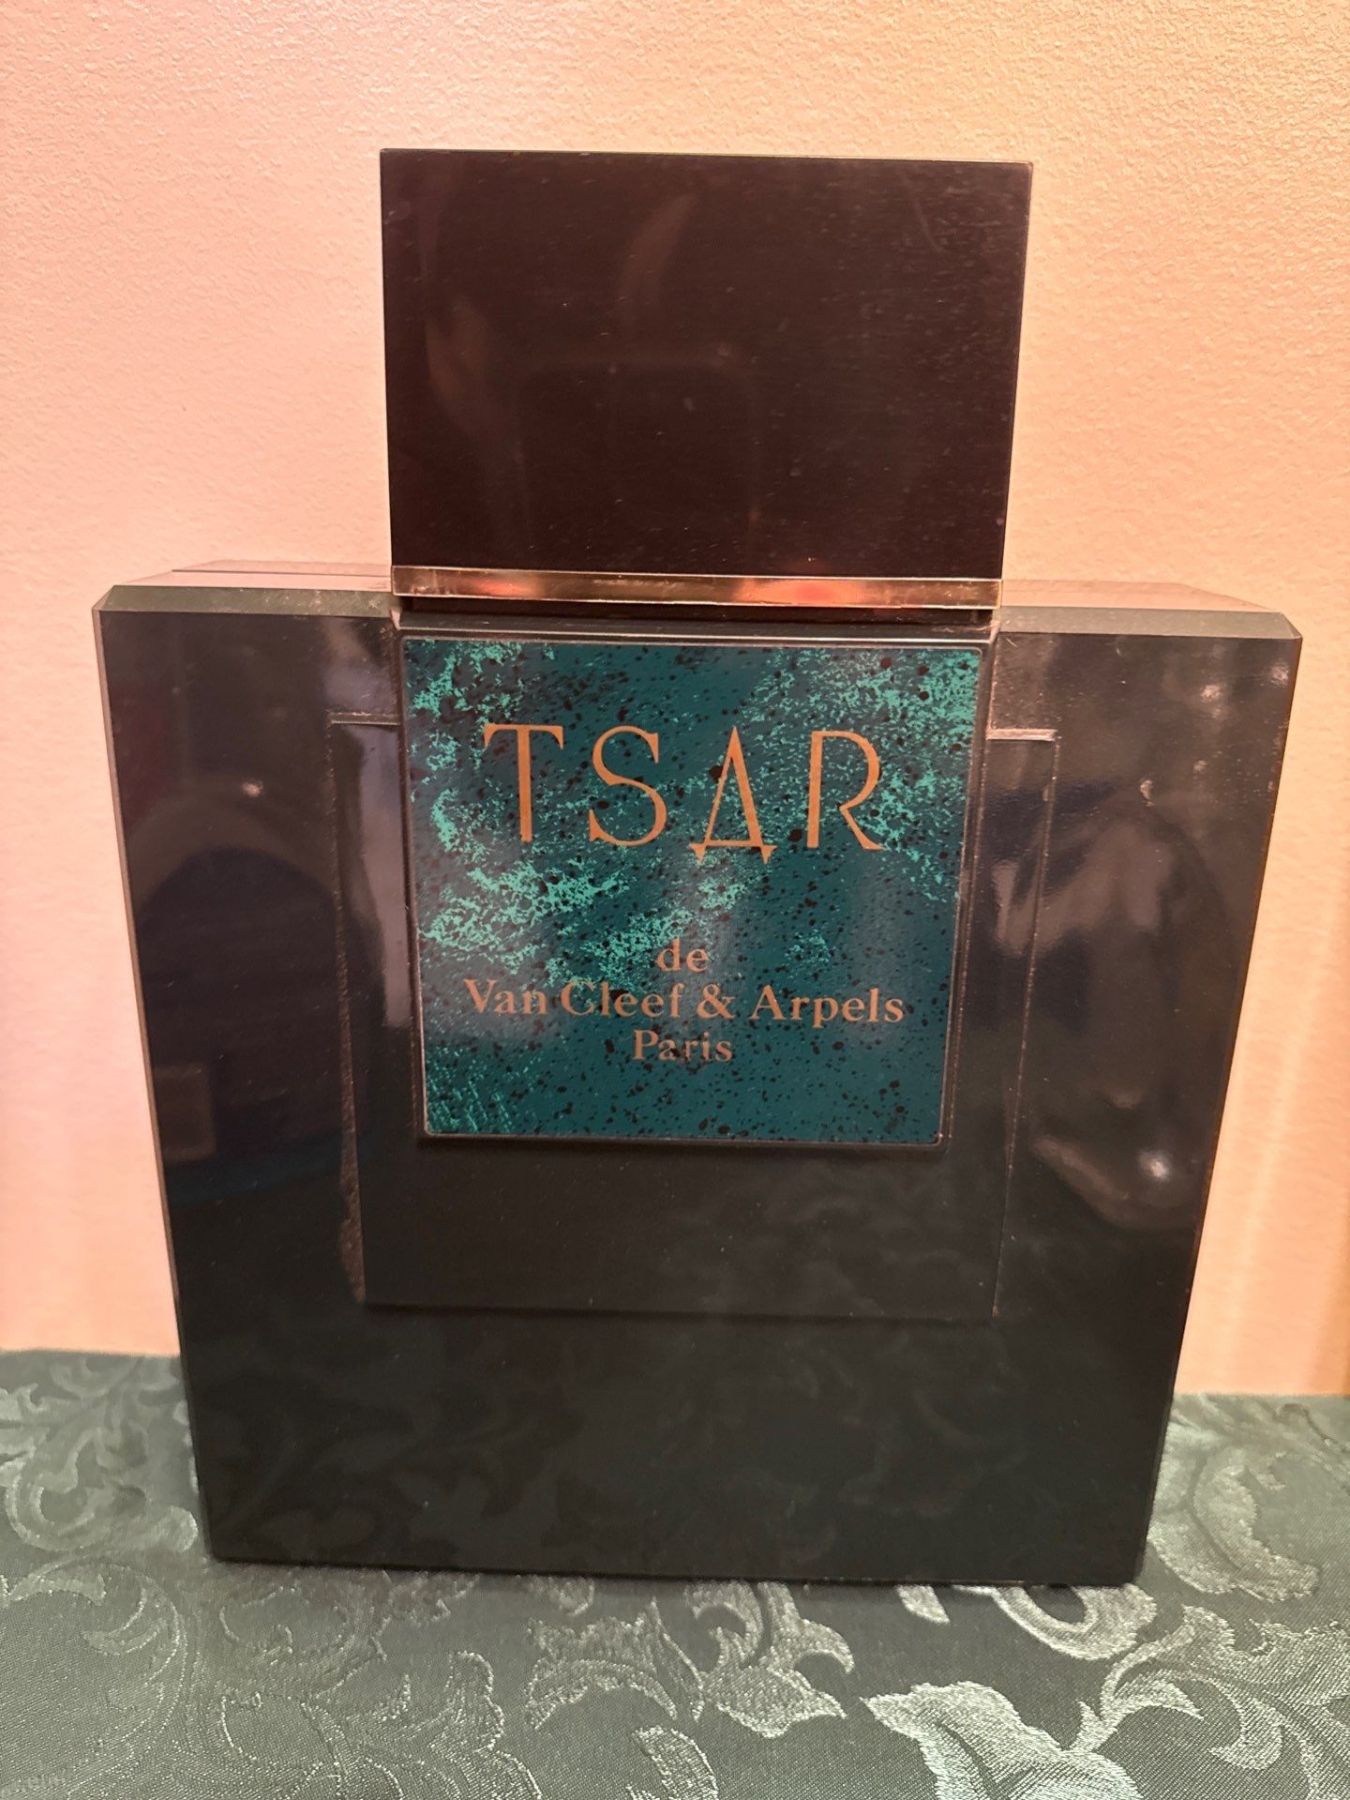 TSAR
de
Van Cleef & Arpels
Paris